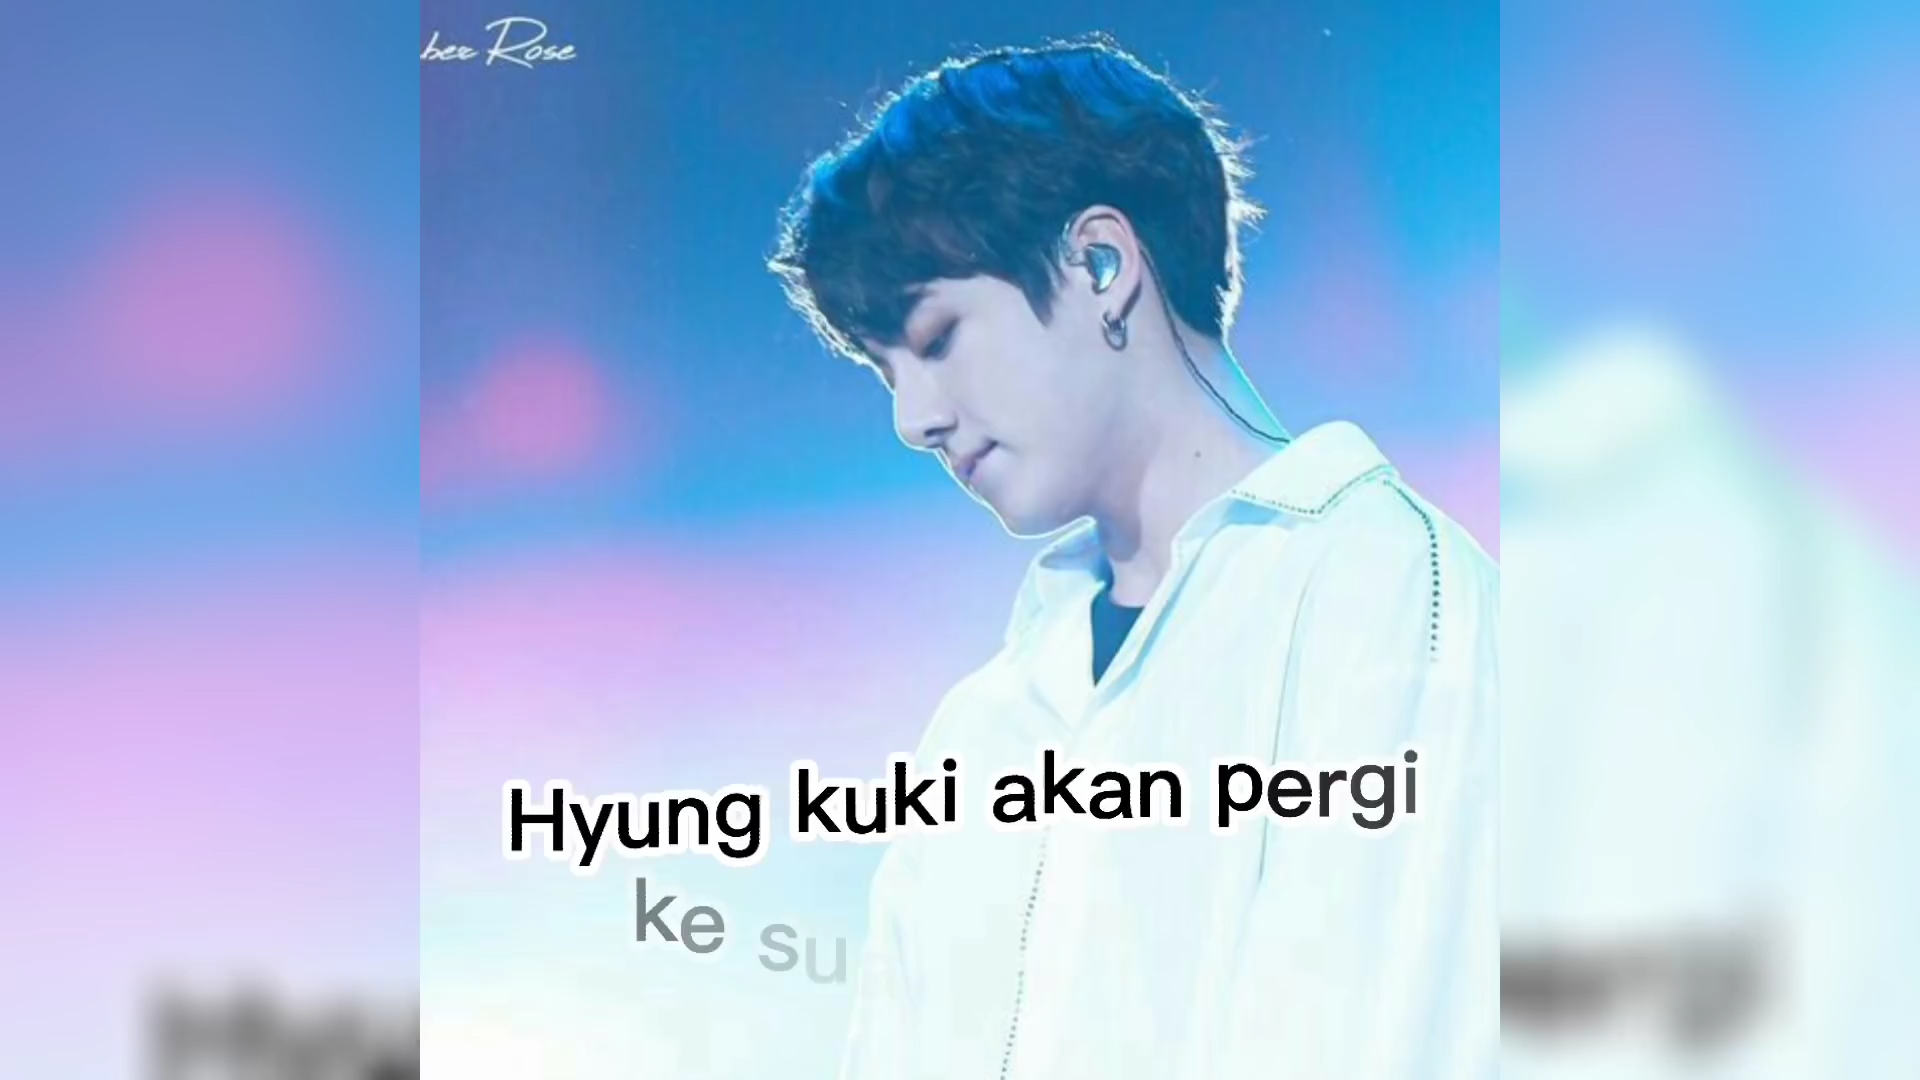 Rose
Hyung kuki akan pergi
ke